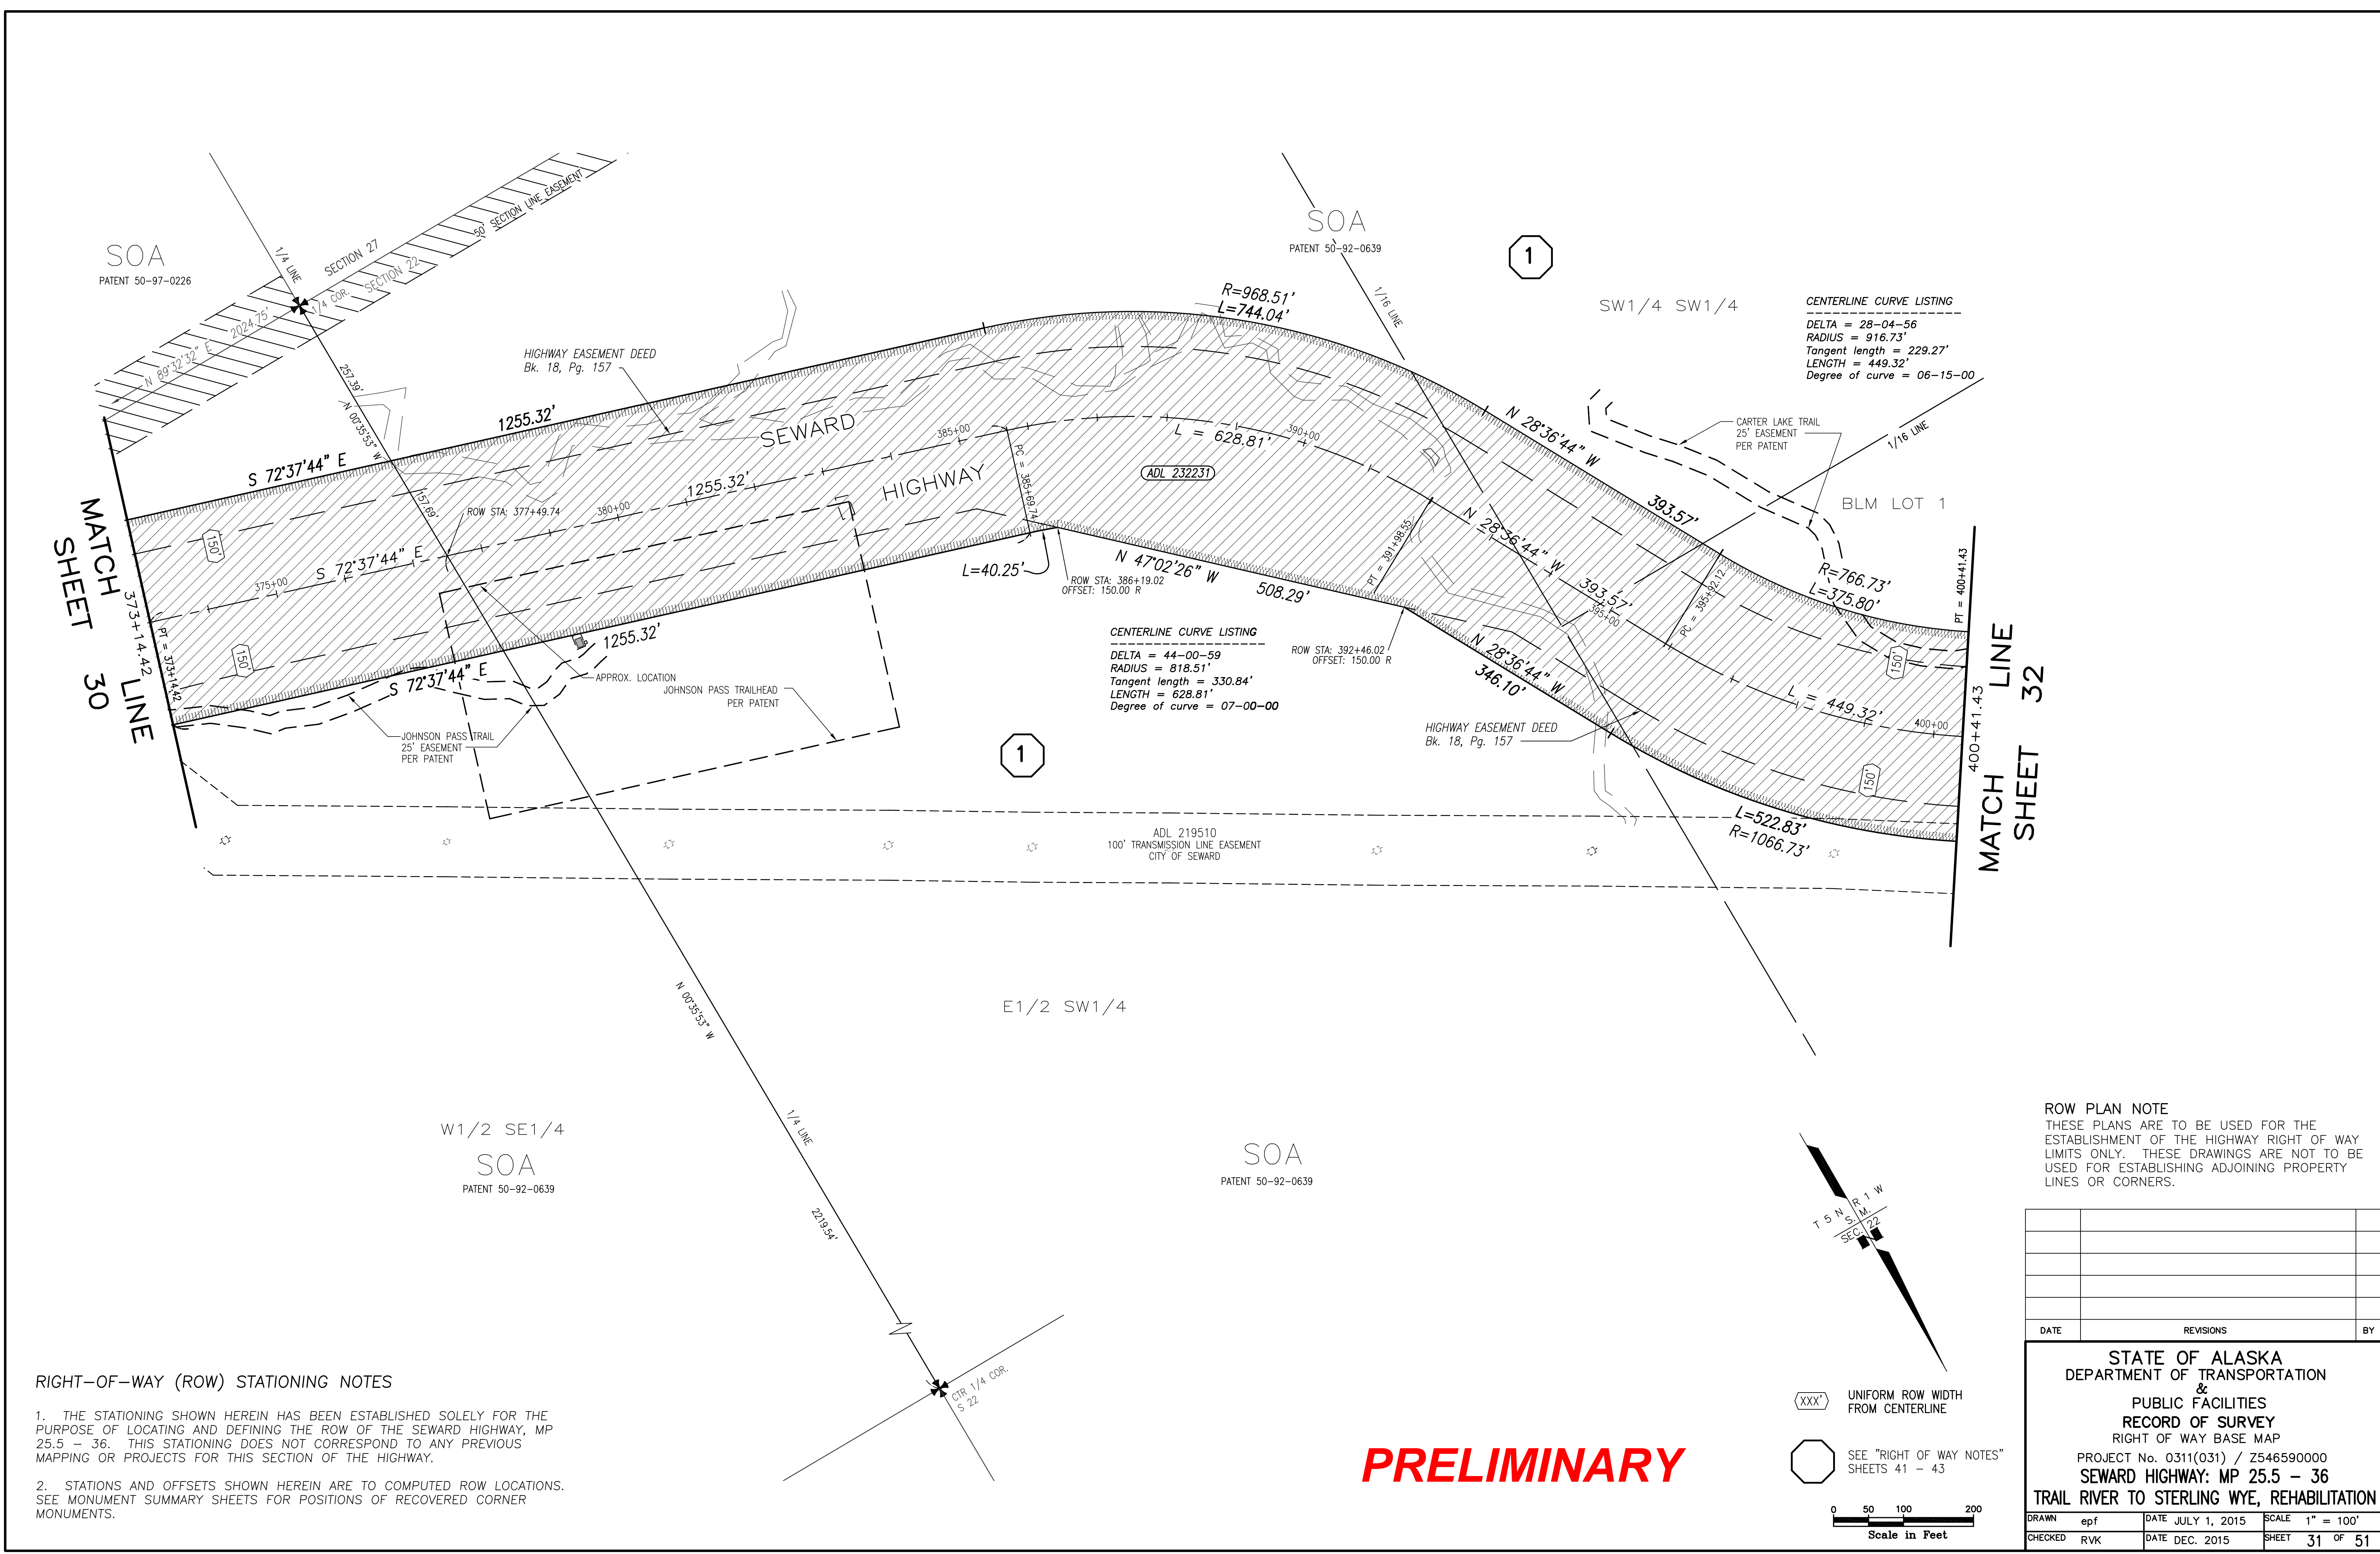 SOA
PATENT 50-97-0226
N 89°32'32" E 2024.75'
1/4 LINE
SECTION 27
1/4 COR. SECTION 22
50' SECTION LINE EASEMENT
257.39'
N 00°35'53" W
157.69'
HIGHWAY EASEMENT DEED
Bk. 18, Pg. 157
S 72°37'44" E
1255.32'
SEWARD
HIGHWAY
ROW STA: 377+49.74
375+00
380+00
385+00
390+00
395+00
400+00
S 72°37'44" E
1255.32'
150'
150'
MATCH LINE
SHEET 30
373+14.42
PT = 373+14.42
S 72°37'44" E
1255.32'
APPROX. LOCATION
JOHNSON PASS TRAILHEAD
PER PATENT
JOHNSON PASS TRAIL
25' EASEMENT
PER PATENT
PC = 385+69.74
L=40.25'
ROW STA: 386+19.02
OFFSET: 150.00 R
R=968.51'
L=744.04'
L = 628.81'
ADL 232231
N 47°02'26" W
508.29'
CENTERLINE CURVE LISTING
DELTA = 44-00-59
RADIUS = 818.51'
Tangent length = 330.84'
LENGTH = 628.81'
Degree of curve = 07-00-00
PT = 391+98.55
ROW STA: 392+46.02
OFFSET: 150.00 R
SOA
PATENT 50-92-0639
1/16 LINE
1
SW1/4 SW1/4
CENTERLINE CURVE LISTING
DELTA = 28-04-56
RADIUS = 916.73'
Tangent length = 229.27'
LENGTH = 449.32'
Degree of curve = 06-15-00
CARTER LAKE TRAIL
25' EASEMENT
PER PATENT
1/16 LINE
BLM LOT 1
N 28°36'44" W
393.57'
N 28°36'44" W
393.57'
PC = 395+92.12
R=766.73'
L=375.80'
150'
L = 449.32'
150'
PT = 400+41.43
400+41.43
MATCH LINE
SHEET 32
N 28°36'44" W
346.10'
HIGHWAY EASEMENT DEED
Bk. 18, Pg. 157
L=522.83'
R=1066.73'
1
ADL 219510
100' TRANSMISSION LINE EASEMENT
CITY OF SEWARD
N 00°35'53" W
E1/2 SW1/4
1/4 LINE
W1/2 SE1/4
SOA
PATENT 50-92-0639
SOA
PATENT 50-92-0639
2219.54'
CTR 1/4 COR.
S 22
T 5 N R 1 W
S. M.
SEC. 22
ROW PLAN NOTE
THESE PLANS ARE TO BE USED FOR THE
ESTABLISHMENT OF THE HIGHWAY RIGHT OF WAY
LIMITS ONLY. THESE DRAWINGS ARE NOT TO BE
USED FOR ESTABLISHING ADJOINING PROPERTY
LINES OR CORNERS.
RIGHT-OF-WAY (ROW) STATIONING NOTES
1. THE STATIONING SHOWN HEREIN HAS BEEN ESTABLISHED SOLELY FOR THE
PURPOSE OF LOCATING AND DEFINING THE ROW OF THE SEWARD HIGHWAY, MP
25.5 - 36. THIS STATIONING DOES NOT CORRESPOND TO ANY PREVIOUS
MAPPING OR PROJECTS FOR THIS SECTION OF THE HIGHWAY.
2. STATIONS AND OFFSETS SHOWN HEREIN ARE TO COMPUTED ROW LOCATIONS.
SEE MONUMENT SUMMARY SHEETS FOR POSITIONS OF RECOVERED CORNER
MONUMENTS.
PRELIMINARY
XXX'
UNIFORM ROW WIDTH
FROM CENTERLINE
SEE "RIGHT OF WAY NOTES"
SHEETS 41 - 43
0 50 100 200
Scale in Feet
DATE REVISIONS BY
STATE OF ALASKA
DEPARTMENT OF TRANSPORTATION
&
PUBLIC FACILITIES
RECORD OF SURVEY
RIGHT OF WAY BASE MAP
PROJECT No. 0311(031) / Z546590000
SEWARD HIGHWAY: MP 25.5 - 36
TRAIL RIVER TO STERLING WYE, REHABILITATION
DRAWN epf DATE JULY 1, 2015 SCALE 1" = 100'
CHECKED RVK DATE DEC. 2015 SHEET 31 OF 51